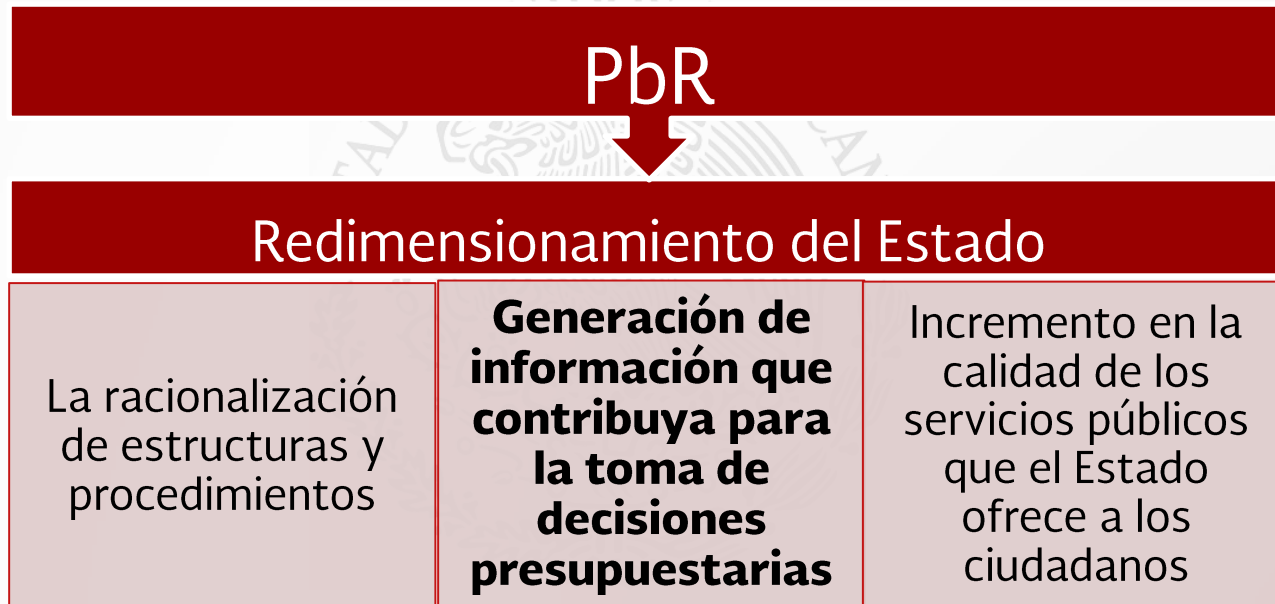 PbR
Redimensionamiento del Estado
La racionalización
de estructuras y
procedimientos
Generación de
información que
contribuya para
la toma de
decisiones
presupuestarias
Incremento en la
calidad de los
servicios públicos
que el Estado
ofrece a los
ciudadanos